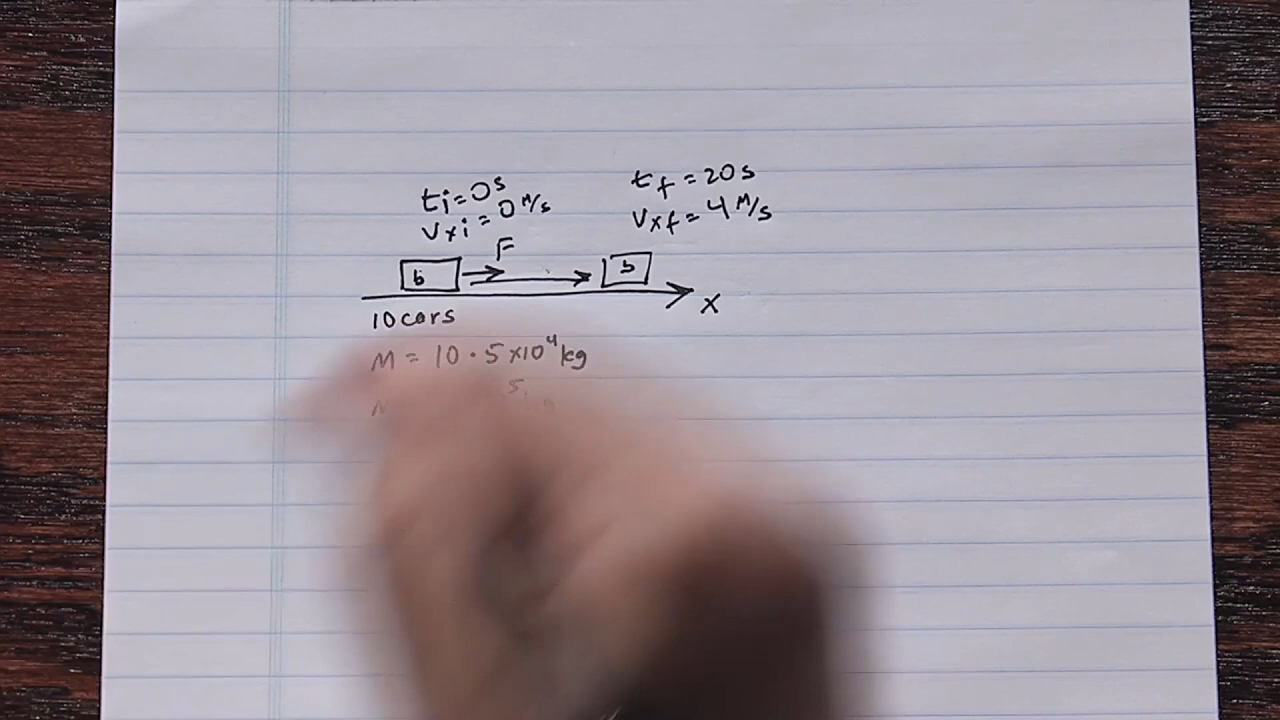 ti=0s
vxi=0 M/s
tf=20s
vxf=4 M/s
F
b
b
x
10cars
M = 10 · 5x10⁴kg